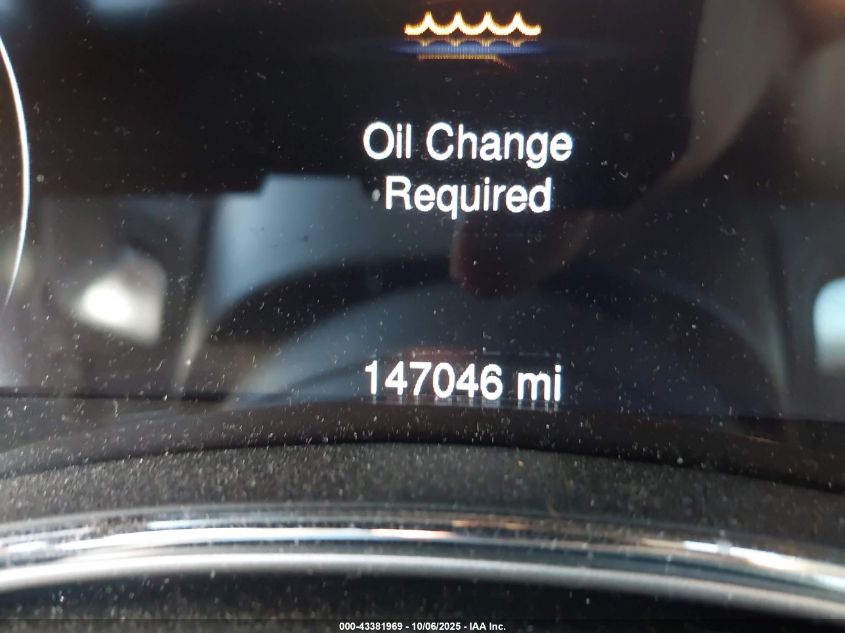 Oil Change
Required
147046 mi
000-43381969 - 10/06/2025 - IAA Inc.